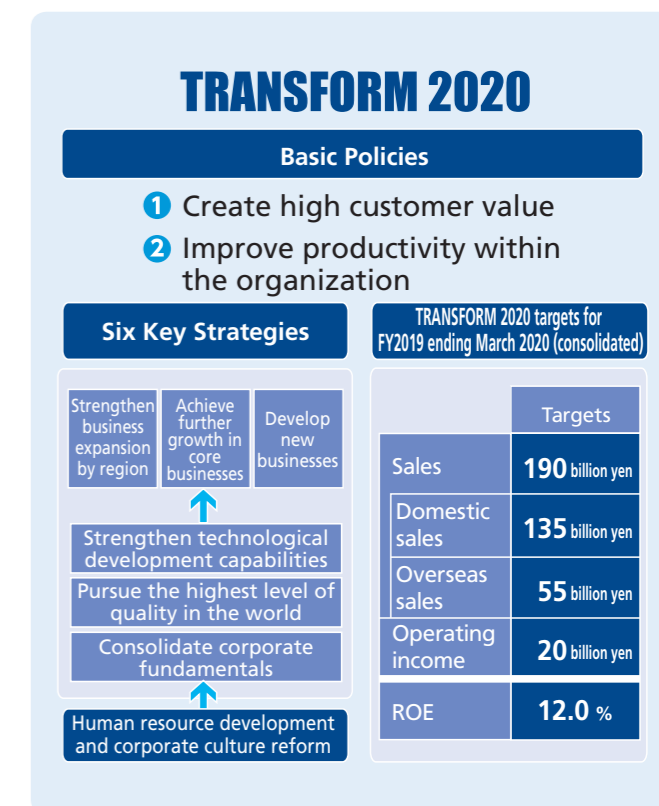 TRANSFORM 2020
Basic Policies
1 Create high customer value
2 Improve productivity within
the organization
Six Key Strategies
Strengthen
business
expansion
by region
Achieve
further
growth in
core
businesses
Develop
new
businesses
Strengthen technological
development capabilities
Pursue the highest level of
quality in the world
Consolidate corporate
fundamentals
Human resource development
and corporate culture reform
TRANSFORM 2020 targets for
FY2019 ending March 2020 (consolidated)
Targets
Sales 190 billion yen
Domestic
sales 135 billion yen
Overseas
sales 55 billion yen
Operating
income 20 billion yen
ROE 12.0 %